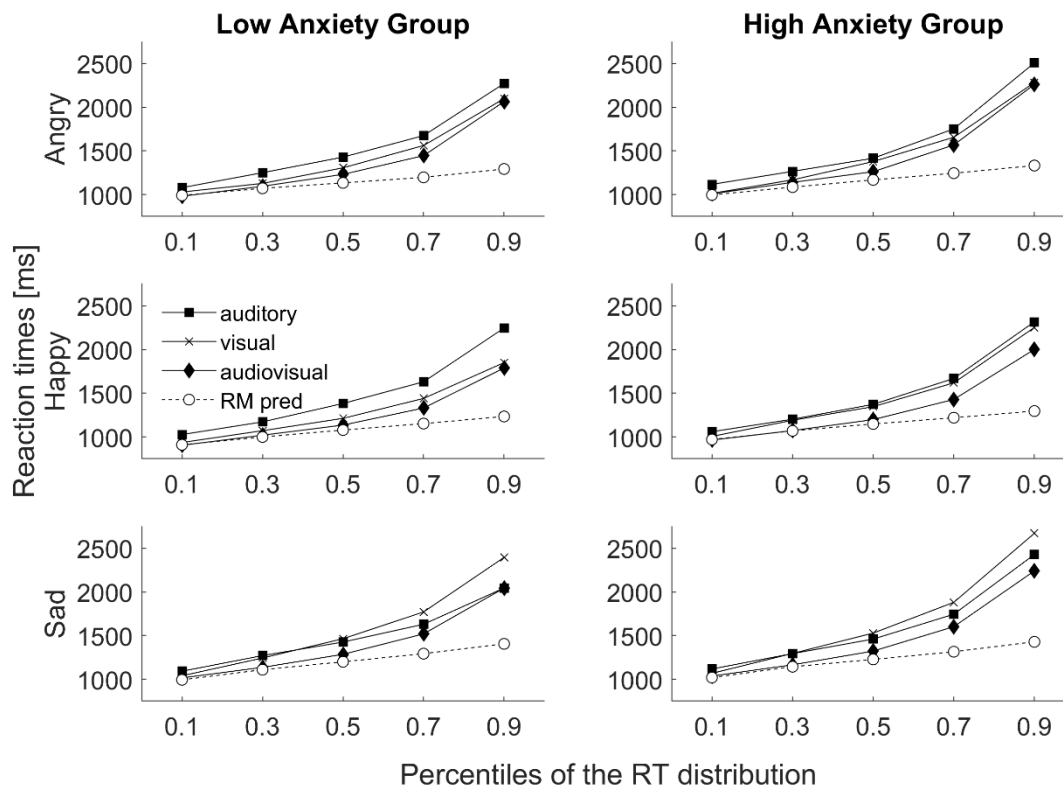 Low Anxiety Group
High Anxiety Group
Reaction times [ms]
Angry
2500
2000
1500
1000
0.1 0.3 0.5 0.7 0.9
2500
2000
1500
1000
0.1 0.3 0.5 0.7 0.9
Happy
2500
2000
1500
1000
auditory
visual
audiovisual
RM pred
0.1 0.3 0.5 0.7 0.9
2500
2000
1500
1000
0.1 0.3 0.5 0.7 0.9
Sad
2500
2000
1500
1000
0.1 0.3 0.5 0.7 0.9
2500
2000
1500
1000
0.1 0.3 0.5 0.7 0.9
Percentiles of the RT distribution